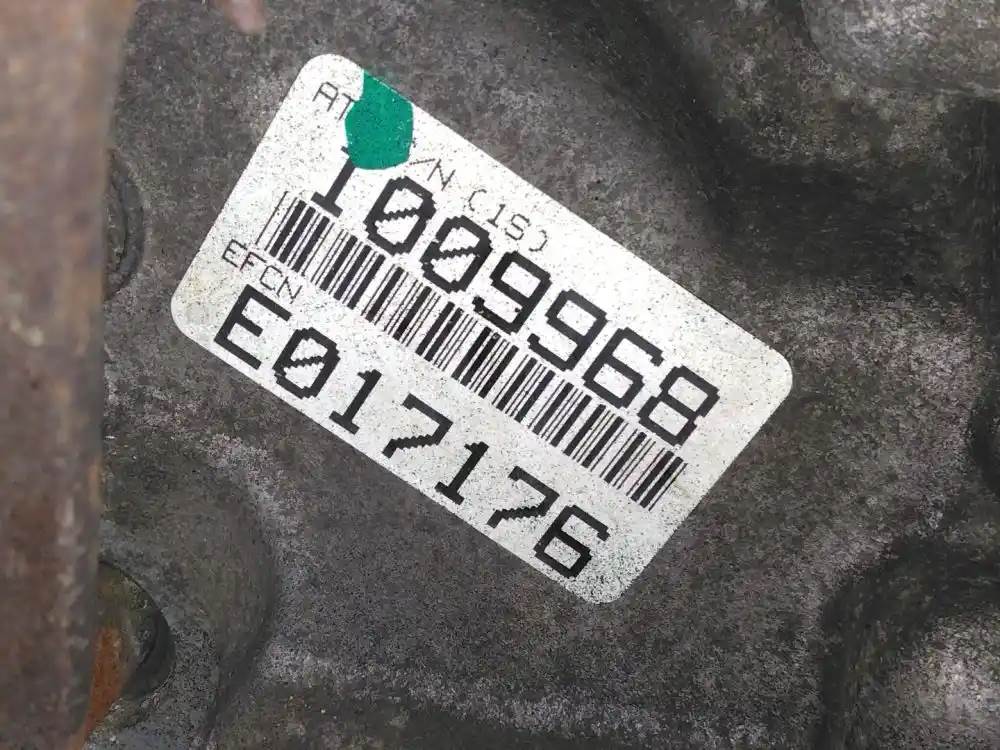 AT /N (1S)
1009968
EFCN
E017176